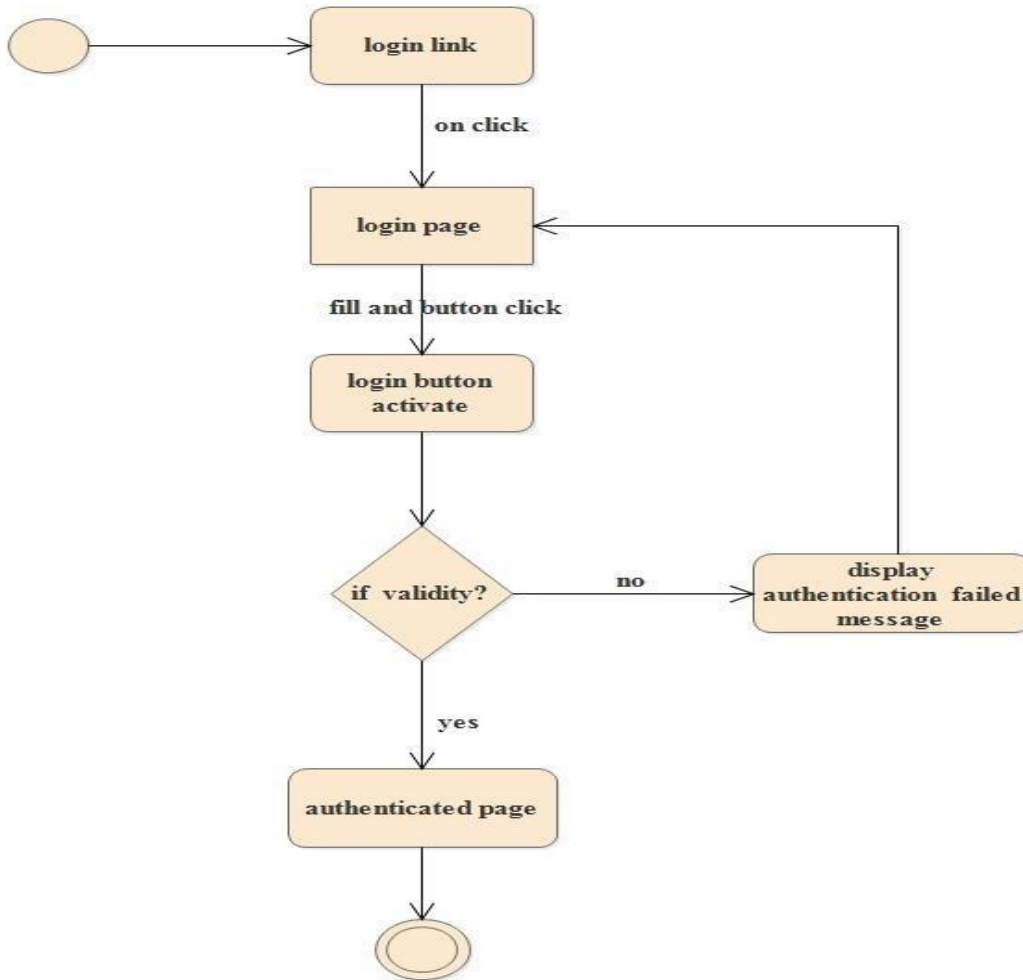 login link
on click
login page
fill and button click
login button
activate
if validity?
no
display
authentication failed
message
yes
authenticated page